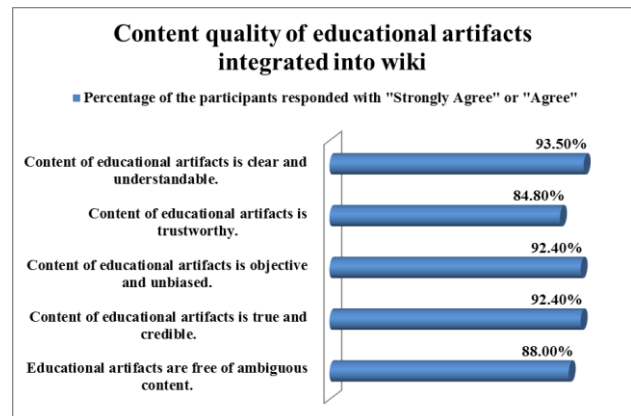 Content quality of educational artifacts
integrated into wiki
Percentage of the participants responded with "Strongly Agree" or "Agree"
Content of educational artifacts is clear and
understandable.
93.50%
Content of educational artifacts is
trustworthy.
84.80%
Content of educational artifacts is objective
and unbiased.
92.40%
Content of educational artifacts is true and
credible.
92.40%
Educational artifacts are free of ambiguous
content.
88.00%